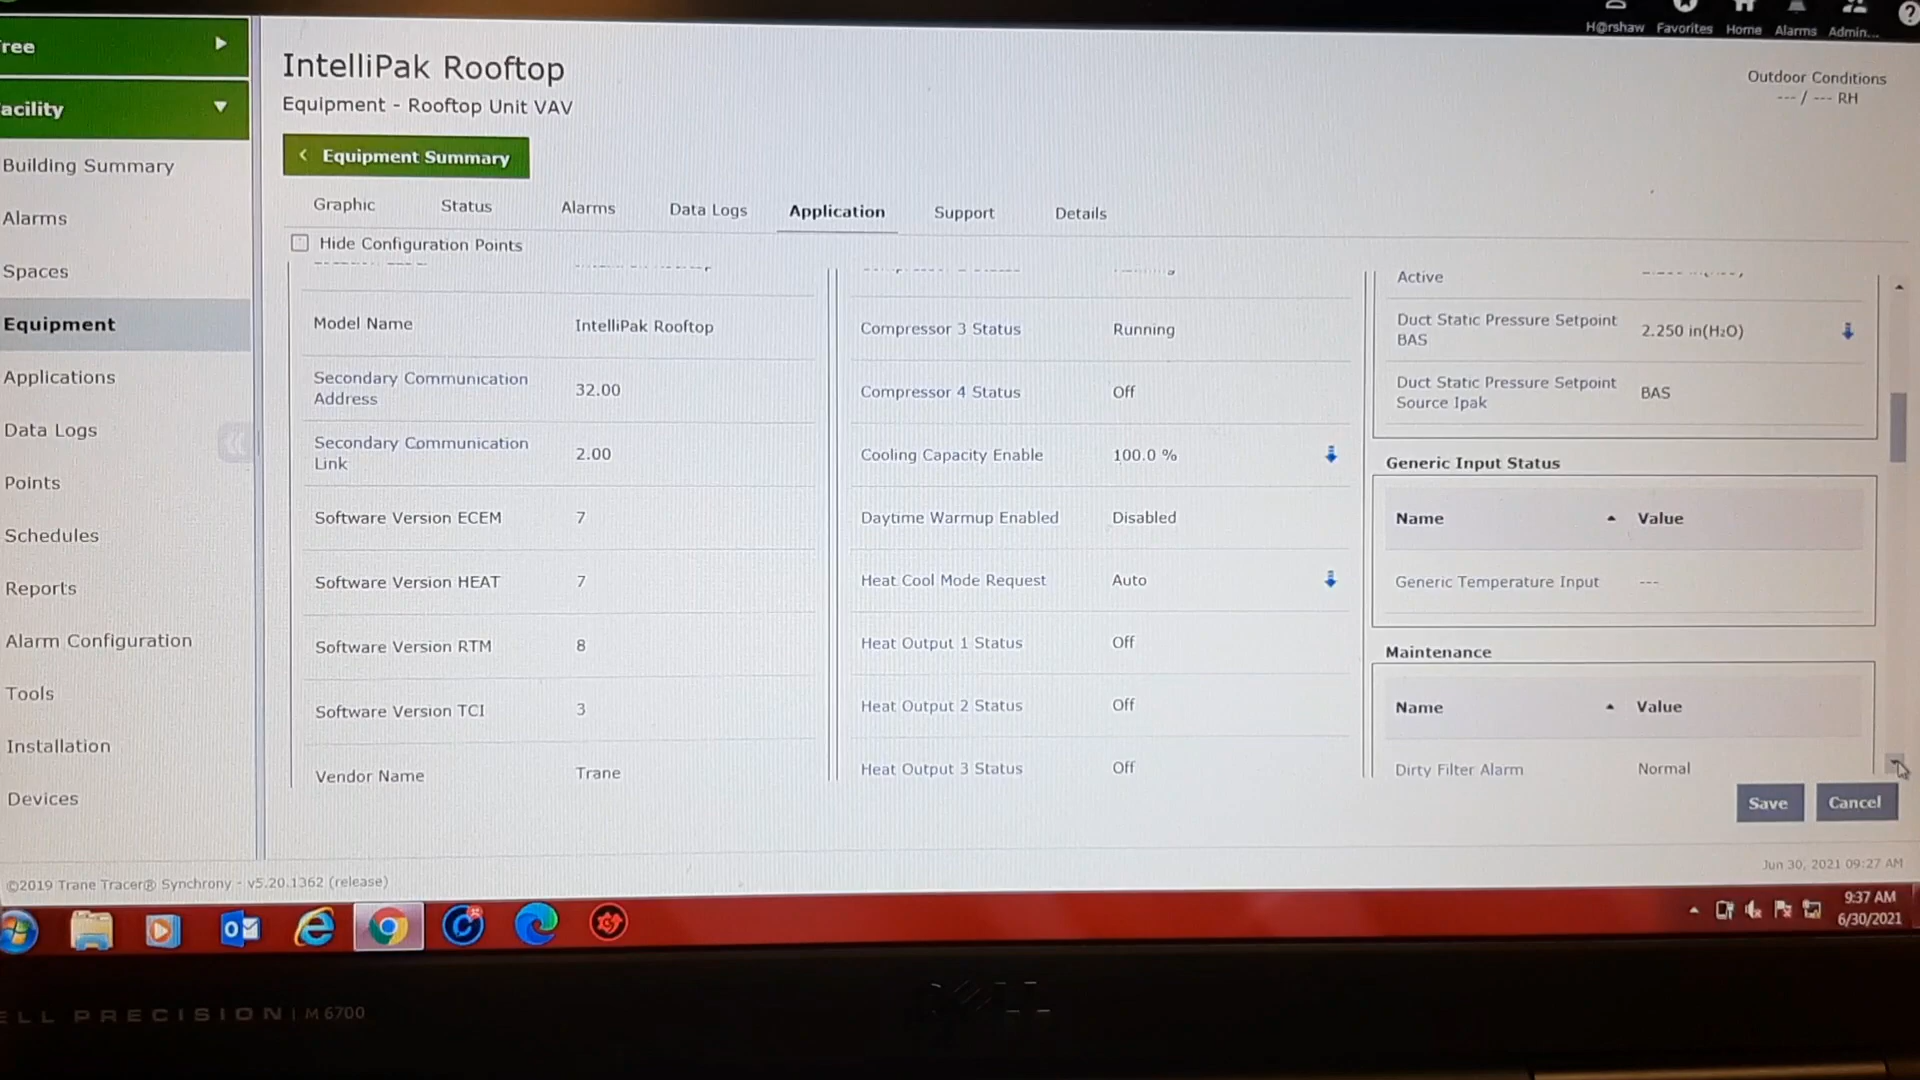 H@rshaw Favorites Home Alarms Admin...
ree
acility
Building Summary
Alarms
Spaces
Equipment
Applications
Data Logs
Points
Schedules
Reports
Alarm Configuration
Tools
Installation
Devices
IntelliPak Rooftop
Equipment - Rooftop Unit VAV
Outdoor Conditions
--- / --- RH
Equipment Summary
Graphic Status Alarms Data Logs Application Support Details
Hide Configuration Points
Model Name IntelliPak Rooftop
Secondary Communication
Address 32.00
Secondary Communication
Link 2.00
Software Version ECEM 7
Software Version HEAT 7
Software Version RTM 8
Software Version TCI 3
Vendor Name Trane
Compressor 3 Status Running
Compressor 4 Status Off
Cooling Capacity Enable 100.0 %
Daytime Warmup Enabled Disabled
Heat Cool Mode Request Auto
Heat Output 1 Status Off
Heat Output 2 Status Off
Heat Output 3 Status Off
Active
Duct Static Pressure Setpoint
BAS 2.250 in(H₂O)
Duct Static Pressure Setpoint
Source Ipak BAS
Generic Input Status
Name Value
Generic Temperature Input ---
Maintenance
Name Value
Dirty Filter Alarm Normal
Save Cancel
Jun 30, 2021 09:27 AM
©2019 Trane Tracer® Synchrony - v5.20.1362 (release)
9:37 AM
6/30/2021
ELL PRECISION | M6700
DELL